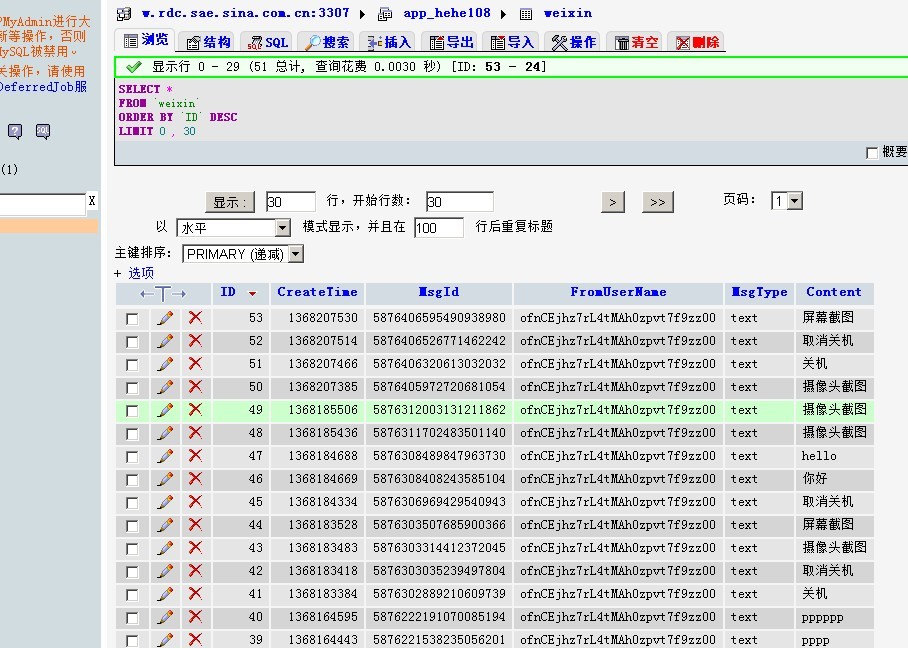 PMyAdmin进行大
新等操作，否则
MySQL被禁用。
关操作，请使用
DeferredJob服
(1)
X
w.rdc.sae.sina.com.cn:3307 app_hehe108 weixin
浏览 结构 SQL 搜索 插入 导出 导入 操作 清空 删除
显示行 0 - 29 (51 总计, 查询花费 0.0030 秒) [ID: 53 - 24]
SELECT *
FROM `weixin`
ORDER BY `ID` DESC
LIMIT 0 , 30
概要
显示 : 30 行，开始行数: 30 > >> 页码: 1
以 水平 模式显示，并且在 100 行后重复标题
主键排序: PRIMARY (递减)
+ 选项
←T→ ID CreateTime MsgId FromUserName MsgType Content
53 1368207530 5876406595490938980 ofnCEjhz7rL4tMAh0zpvt7f9zz00 text 屏幕截图
52 1368207514 5876406526771462242 ofnCEjhz7rL4tMAh0zpvt7f9zz00 text 取消关机
51 1368207466 5876406320613032032 ofnCEjhz7rL4tMAh0zpvt7f9zz00 text 关机
50 1368207385 5876405972720681054 ofnCEjhz7rL4tMAh0zpvt7f9zz00 text 摄像头截图
49 1368185506 5876312003131211862 ofnCEjhz7rL4tMAh0zpvt7f9zz00 text 摄像头截图
48 1368185436 5876311702483501140 ofnCEjhz7rL4tMAh0zpvt7f9zz00 text 摄像头截图
47 1368184688 5876308489847963730 ofnCEjhz7rL4tMAh0zpvt7f9zz00 text hello
46 1368184669 5876308408243585104 ofnCEjhz7rL4tMAh0zpvt7f9zz00 text 你好
45 1368184334 5876306969429540943 ofnCEjhz7rL4tMAh0zpvt7f9zz00 text 取消关机
44 1368183528 5876303507685900366 ofnCEjhz7rL4tMAh0zpvt7f9zz00 text 屏幕截图
43 1368183483 5876303314412372045 ofnCEjhz7rL4tMAh0zpvt7f9zz00 text 摄像头截图
42 1368183418 5876303035239497804 ofnCEjhz7rL4tMAh0zpvt7f9zz00 text 取消关机
41 1368183384 5876302889210609739 ofnCEjhz7rL4tMAh0zpvt7f9zz00 text 关机
40 1368164595 5876222191070085194 ofnCEjhz7rL4tMAh0zpvt7f9zz00 text pppppp
39 1368164443 5876221538235056201 ofnCEjhz7rL4tMAh0zpvt7f9zz00 text pppp